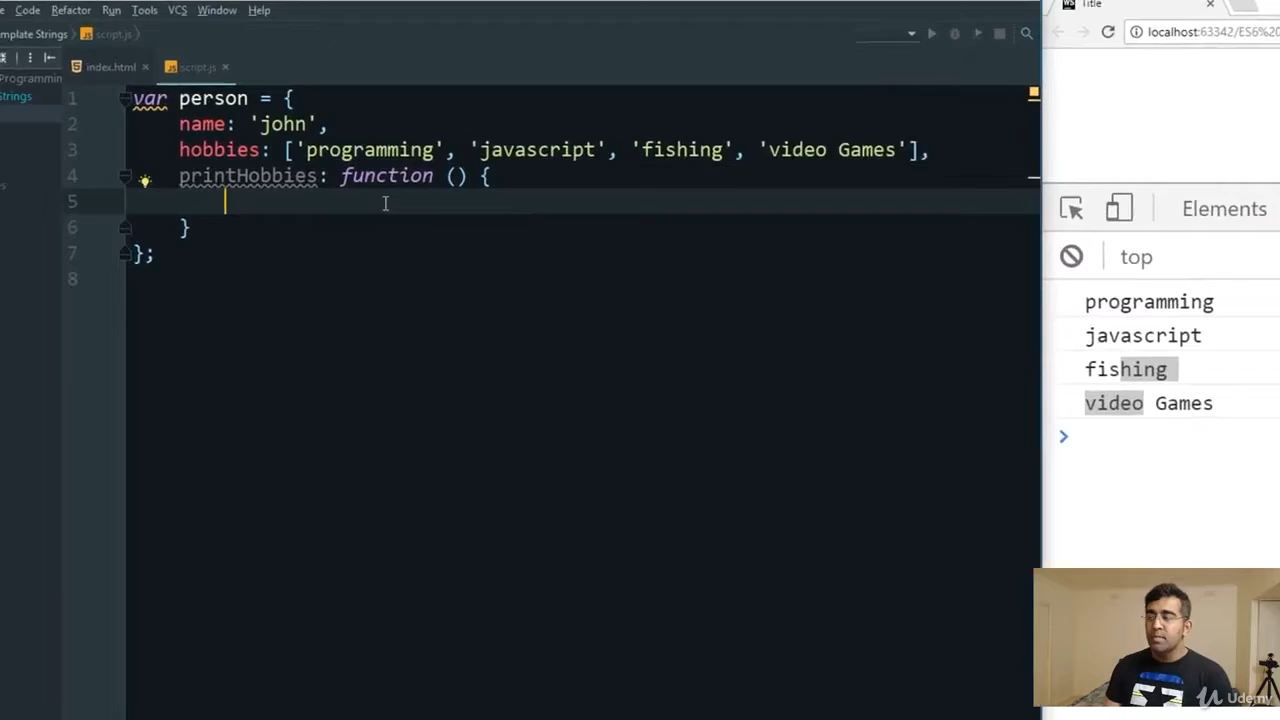 Code Refactor Run Tools VCS Window Help
mplate Strings script.js
Programmin
Strings
index.html script.js
1 var person = {
2 name: 'john',
3 hobbies: ['programming', 'javascript', 'fishing', 'video Games'],
4 printHobbies: function () {
5
6 }
7 };
8
Title
localhost:63342/ES6%20
Elements
top
programming
javascript
fishing
video Games
>
Udemy